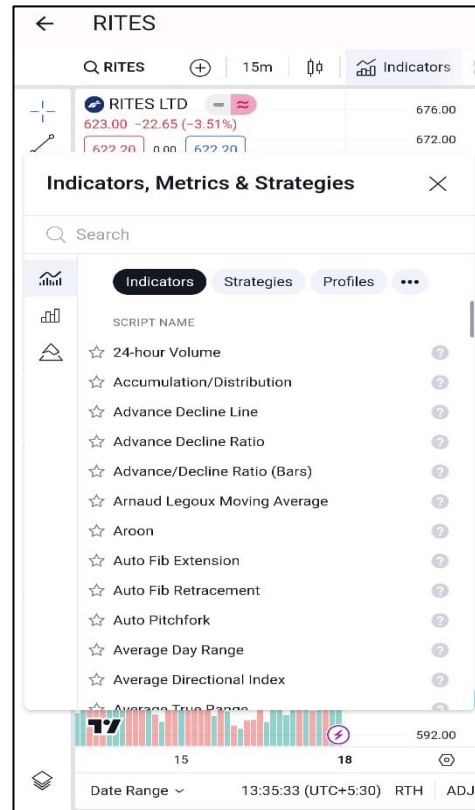 RITES
RITES 15m Indicators
RITES LTD
676.00
623.00 −22.65 (−3.51%)
672.00
622.20 0.00 622.20
Indicators, Metrics & Strategies
Search
Indicators Strategies Profiles
SCRIPT NAME
24-hour Volume
Accumulation/Distribution
Advance Decline Line
Advance Decline Ratio
Advance/Decline Ratio (Bars)
Arnaud Legoux Moving Average
Aroon
Auto Fib Extension
Auto Fib Retracement
Auto Pitchfork
Average Day Range
Average Directional Index
Average True Range
592.00
15 18
Date Range 13:35:33 (UTC+5:30) RTH ADJ